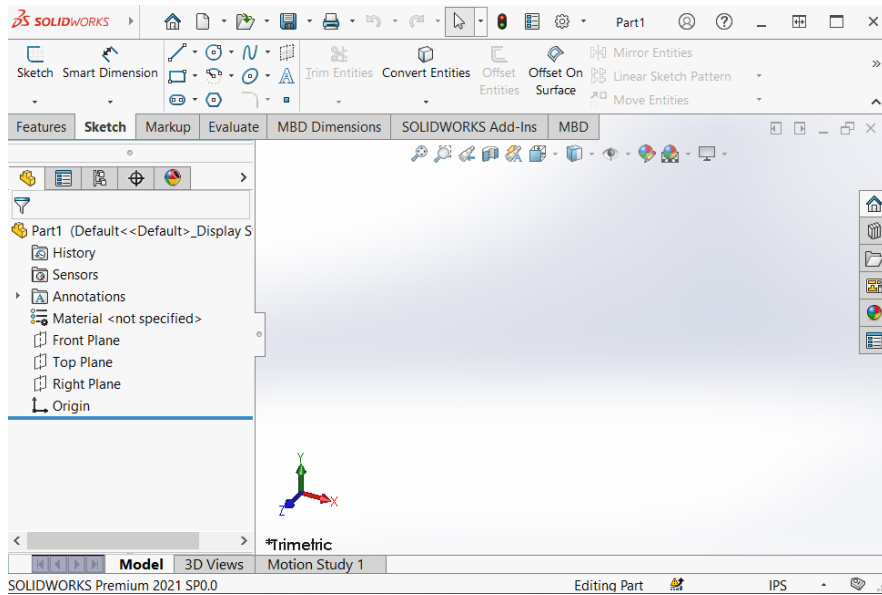 SOLIDWORKS Part1
Sketch Smart Dimension Trim Entities Convert Entities Offset Entities Offset On Surface Mirror Entities
Linear Sketch Pattern
Move Entities
Features Sketch Markup Evaluate MBD Dimensions SOLIDWORKS Add-Ins MBD
Part1 (Default<<Default>_Display S
History
Sensors
Annotations
Material <not specified>
Front Plane
Top Plane
Right Plane
Origin
Y
X
Z
*Trimetric
Model 3D Views Motion Study 1
SOLIDWORKS Premium 2021 SP0.0 Editing Part IPS